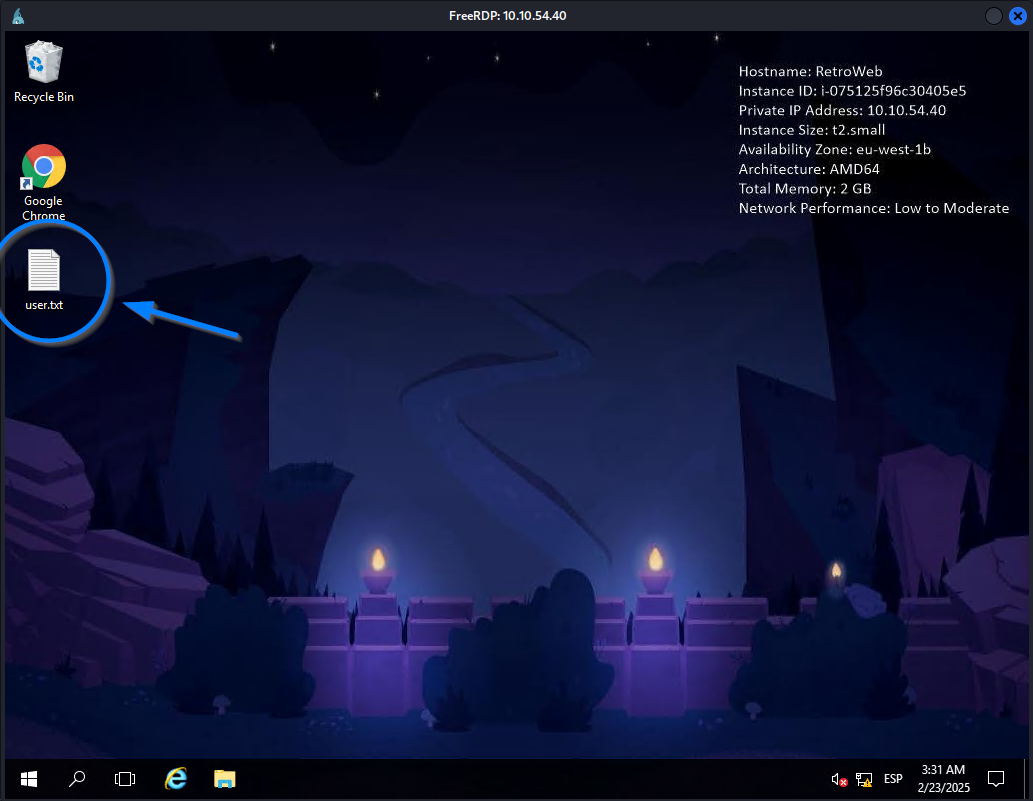 FreeRDP: 10.10.54.40
Recycle Bin
Google
Chrome
user.txt
Hostname: RetroWeb
Instance ID: i-075125f96c30405e5
Private IP Address: 10.10.54.40
Instance Size: t2.small
Availability Zone: eu-west-1b
Architecture: AMD64
Total Memory: 2 GB
Network Performance: Low to Moderate
ESP
3:31 AM
2/23/2025